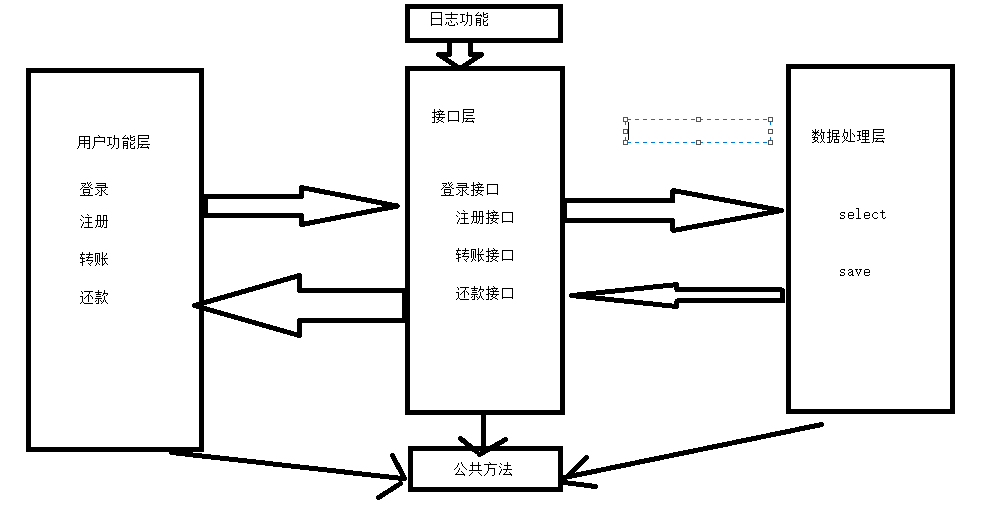 日志功能
用户功能层
登录
注册
转账
还款
接口层
登录接口
注册接口
转账接口
还款接口
数据处理层
select
save
公共方法